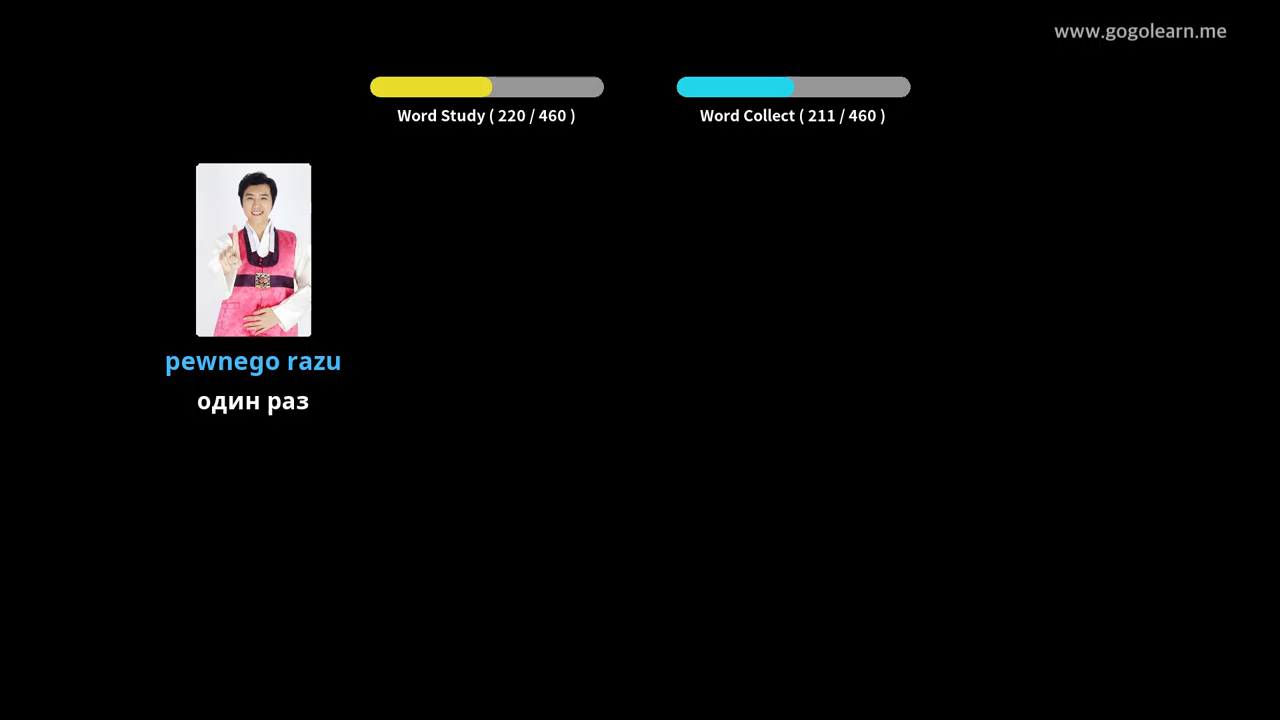 www.gogolearn.me
Word Study ( 220 / 460 )
Word Collect ( 211 / 460 )
pewnego razu
один раз